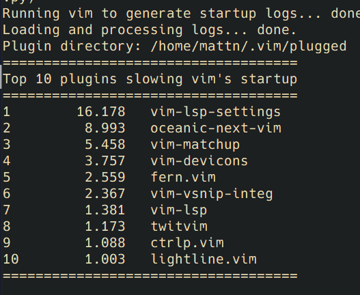 .py)
Running vim to generate startup logs... done
Loading and processing logs... done.
Plugin directory: /home/mattn/.vim/plugged
====================================
Top 10 plugins slowing vim's startup
====================================
1        16.178   vim-lsp-settings
2         8.993   oceanic-next-vim
3         5.458   vim-matchup
4         3.757   vim-devicons
5         2.559   fern.vim
6         2.367   vim-vsnip-integ
7         1.381   vim-lsp
8         1.173   twitvim
9         1.088   ctrlp.vim
10        1.003   lightline.vim
====================================